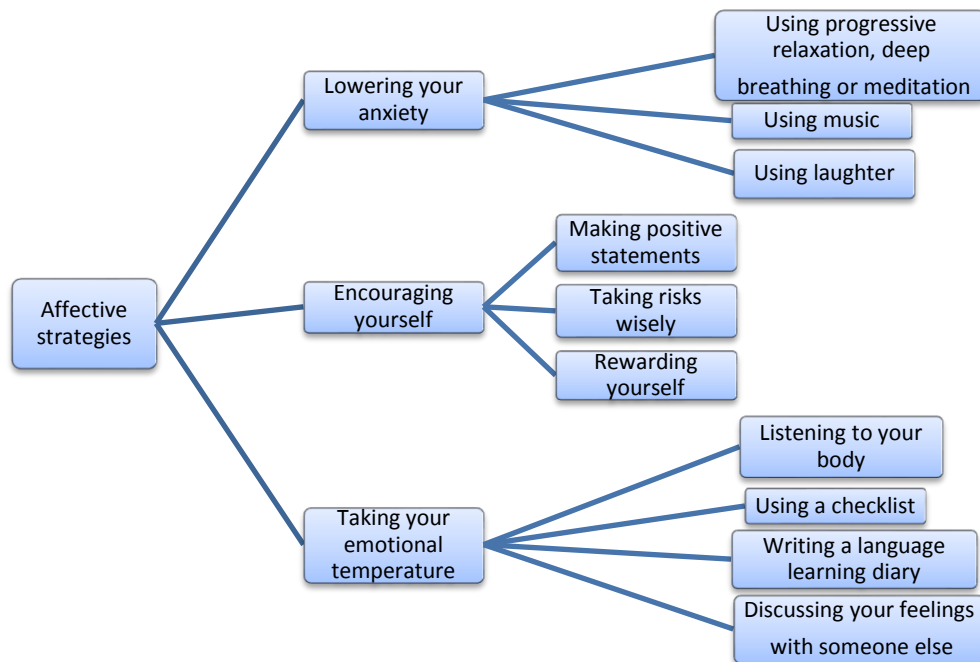 Affective
strategies
Lowering your
anxiety
Using progressive
relaxation, deep
breathing or meditation
Using music
Using laughter
Encouraging
yourself
Making positive
statements
Taking risks
wisely
Rewarding
yourself
Taking your
emotional
temperature
Listening to your
body
Using a checklist
Writing a language
learning diary
Discussing your feelings
with someone else